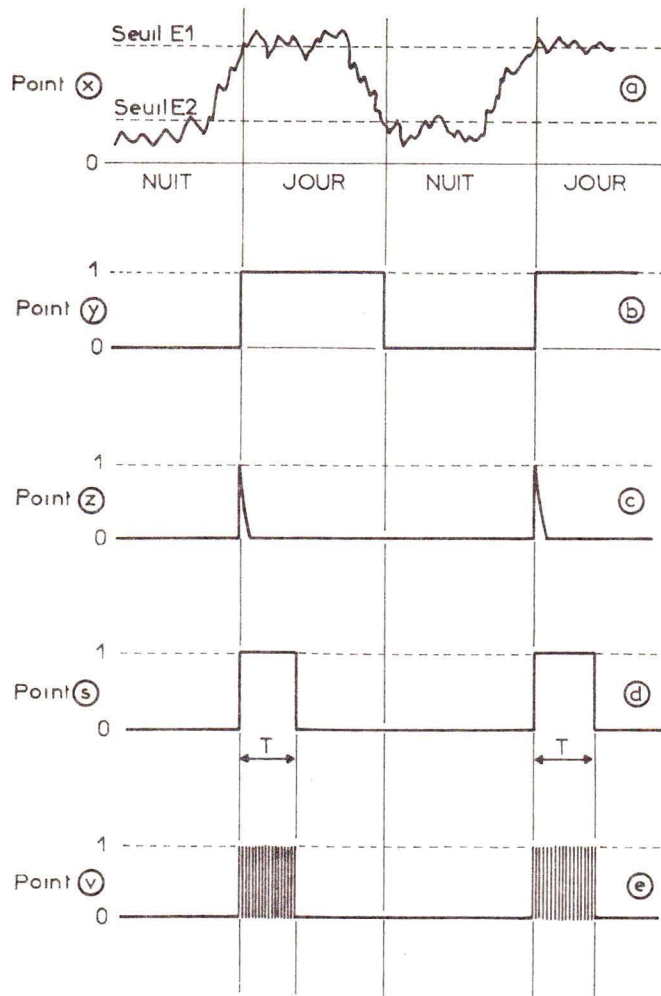 Seuil E1
Point x
a
Seuil E2
0
NUIT JOUR NUIT JOUR
1
Point y
b
0
1
Point z
c
0
1
Point s
d
0
T T
1
Point v
e
0